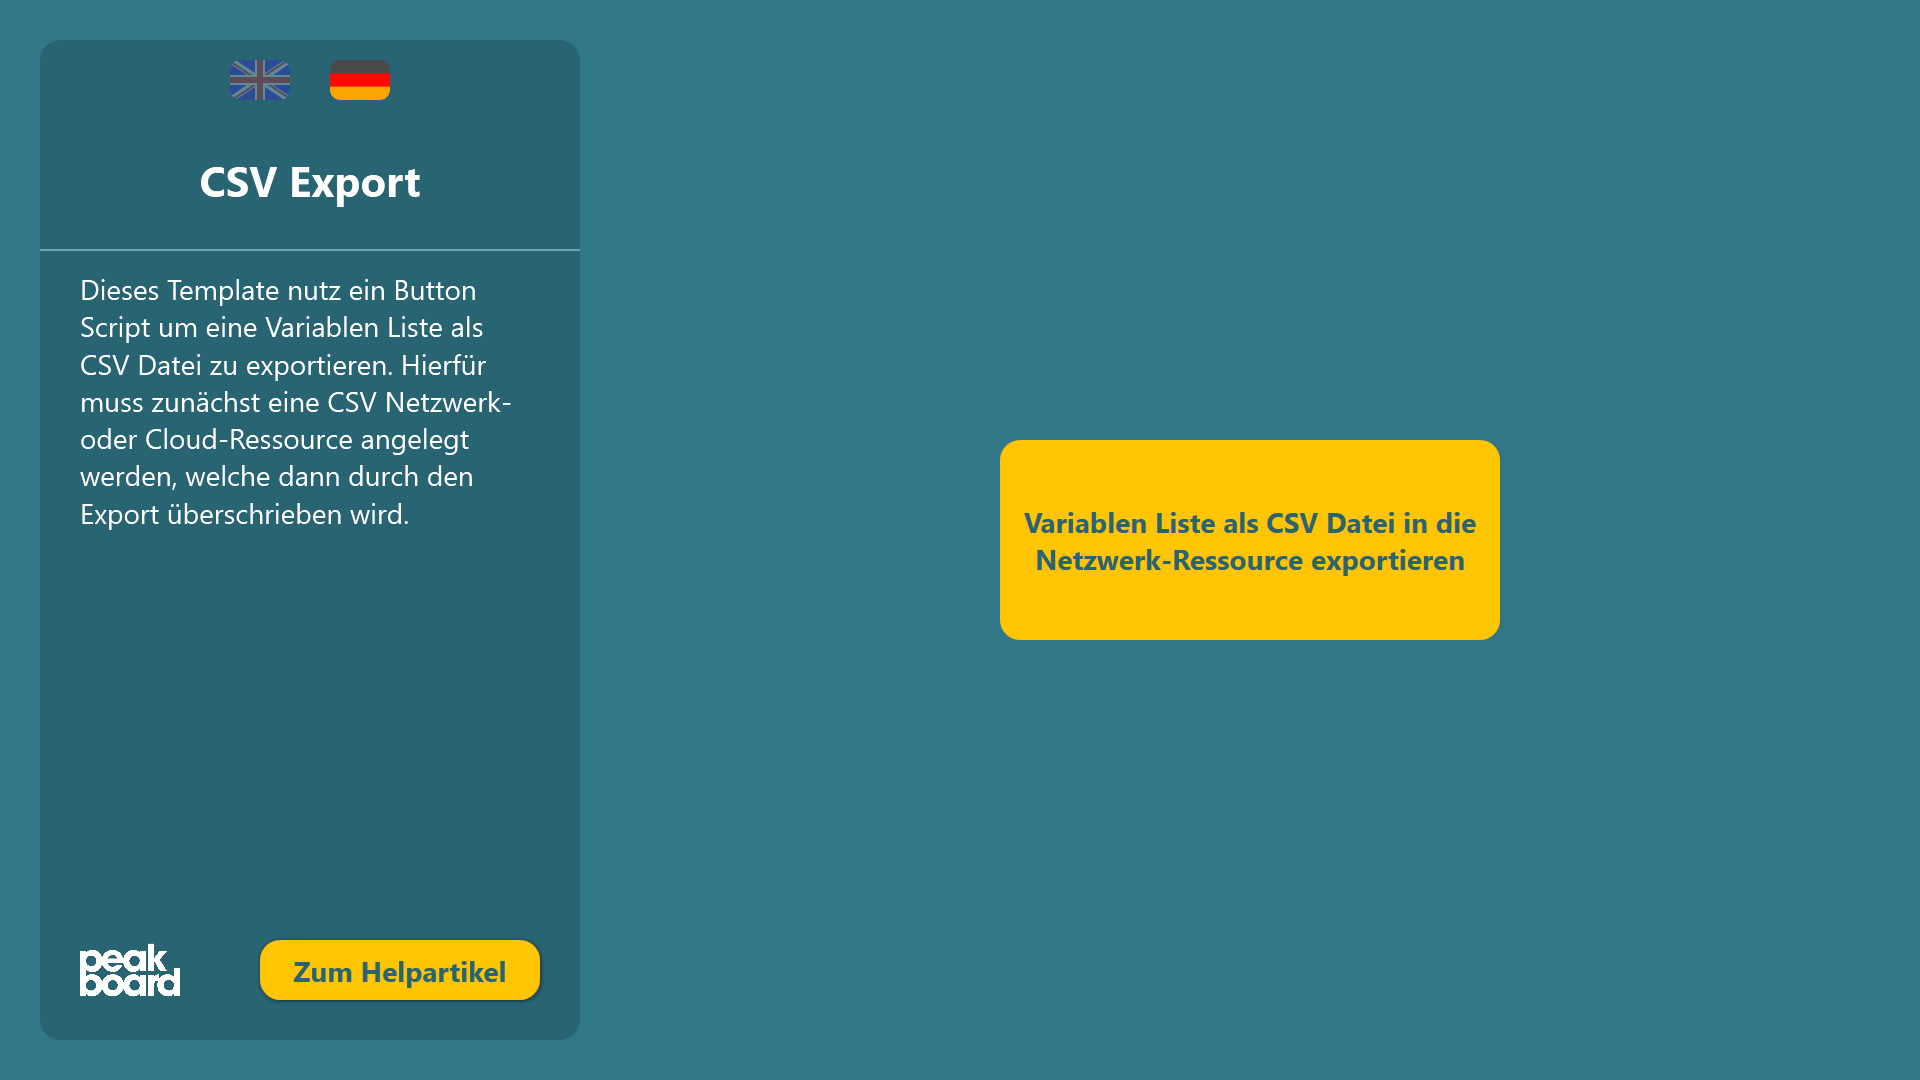 CSV Export
Dieses Template nutz ein Button
Script um eine Variablen Liste als
CSV Datei zu exportieren. Hierfür
muss zunächst eine CSV Netzwerk-
oder Cloud-Ressource angelegt
werden, welche dann durch den
Export überschrieben wird.
peak
board
Zum Helpartikel
Variablen Liste als CSV Datei in die
Netzwerk-Ressource exportieren